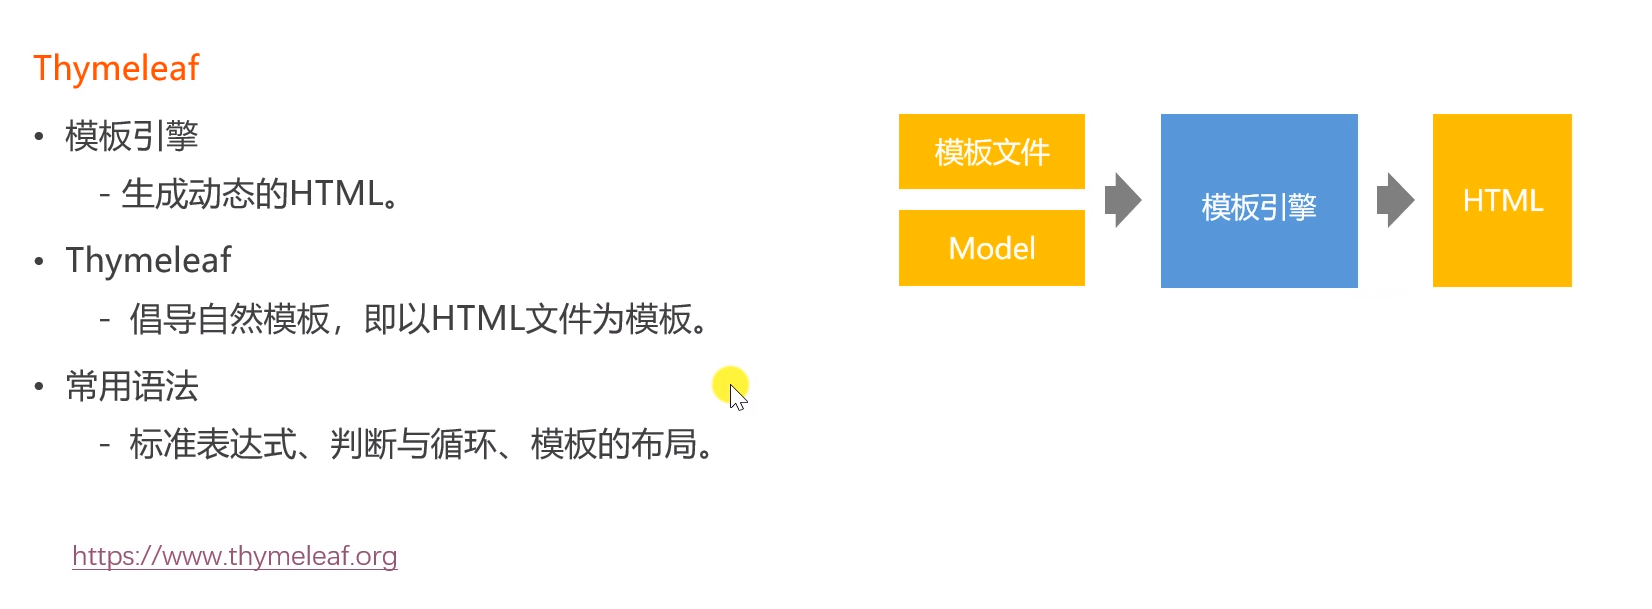 Thymeleaf
• 模板引擎
- 生成动态的HTML。
• Thymeleaf
- 倡导自然模板，即以HTML文件为模板。
• 常用语法
- 标准表达式、判断与循环、模板的布局。
https://www.thymeleaf.org
模板文件
Model
模板引擎
HTML